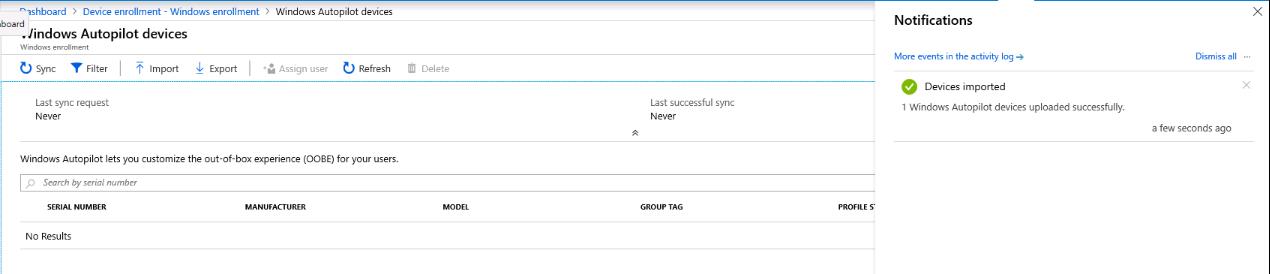 Dashboard > Device enrollment - Windows enrollment > Windows Autopilot devices
board
Windows Autopilot devices
Windows enrollment
Sync Filter Import Export Assign user Refresh Delete
Last sync request
Never
Last successful sync
Never
Windows Autopilot lets you customize the out-of-box experience (OOBE) for your users.
Search by serial number
SERIAL NUMBER MANUFACTURER MODEL GROUP TAG PROFILE ST
No Results
Notifications
More events in the activity log → Dismiss all ...
Devices imported
1 Windows Autopilot devices uploaded successfully.
a few seconds ago